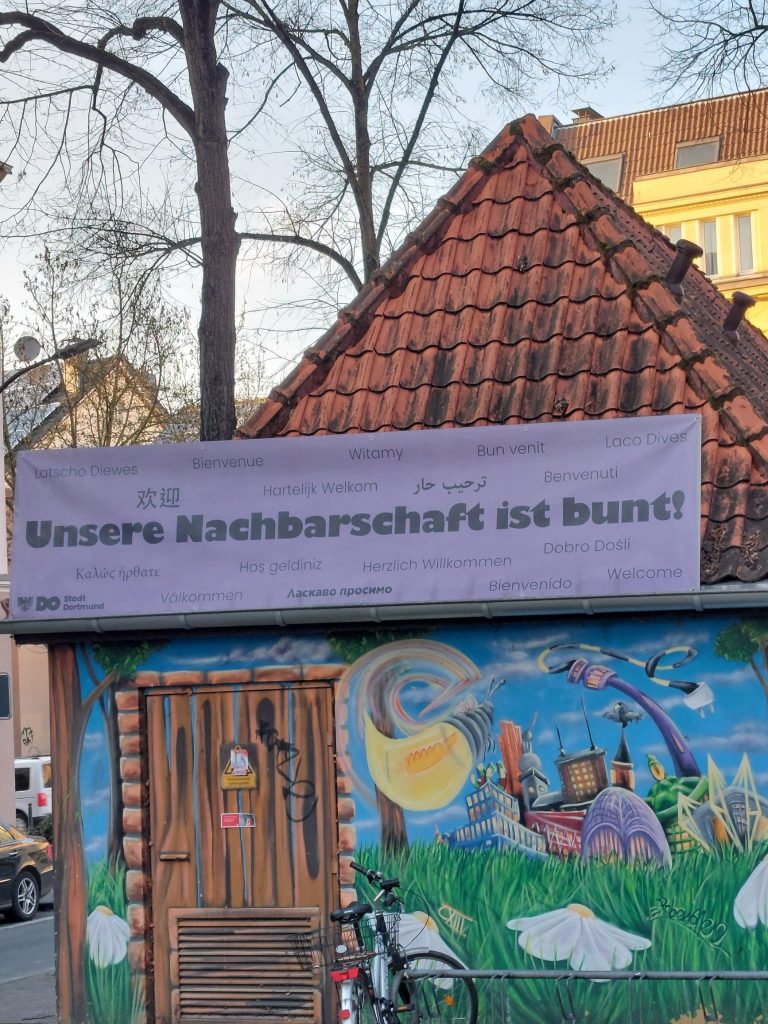 Latscho Diewes
Bienvenue
Witamy
Bun venit
Laco Dives
欢迎
Hartelijk Welkom
ترحيب حار
Benvenuti
Unsere Nachbarschaft ist bunt!
Καλώς ήρθατε
Hoş geldiniz
Herzlich Willkommen
Dobro Došli
DO Stadt
Dortmund
Välkommen
Ласкаво просимо
Bienvenido
Welcome